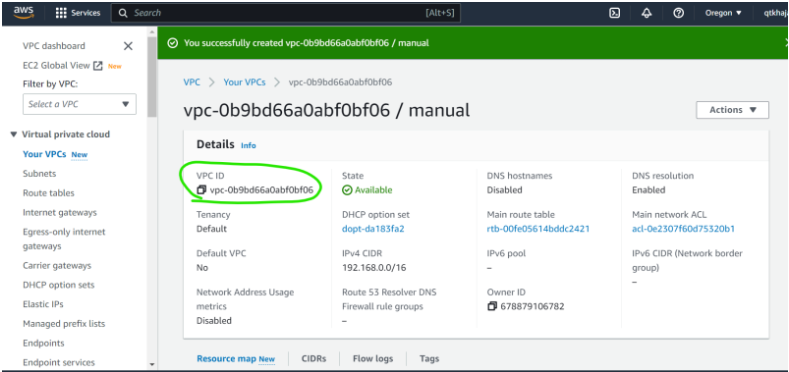 aws Services Search [Alt+S] Oregon ▼ qtkhaj
VPC dashboard
EC2 Global View New
Filter by VPC:
Select a VPC ▼
▼ Virtual private cloud
Your VPCs New
Subnets
Route tables
Internet gateways
Egress-only internet
gateways
Carrier gateways
DHCP option sets
Elastic IPs
Managed prefix lists
Endpoints
Endpoint services
You successfully created vpc-0b9bd66a0abf0bf06 / manual
VPC > Your VPCs > vpc-0b9bd66a0abf0bf06
vpc-0b9bd66a0abf0bf06 / manual
Actions ▼
Details Info
VPC ID
vpc-0b9bd66a0abf0bf06
State
Available
DNS hostnames
Disabled
DNS resolution
Enabled
Tenancy
Default
DHCP option set
dopt-da183fa2
Main route table
rtb-00fe05614bddc2421
Main network ACL
acl-0e2307f60d75320b1
Default VPC
No
IPv4 CIDR
192.168.0.0/16
IPv6 pool
–
IPv6 CIDR (Network border
group)
–
Network Address Usage
metrics
Disabled
Route 53 Resolver DNS
Firewall rule groups
–
Owner ID
678879106782
Resource map New
CIDRs
Flow logs
Tags